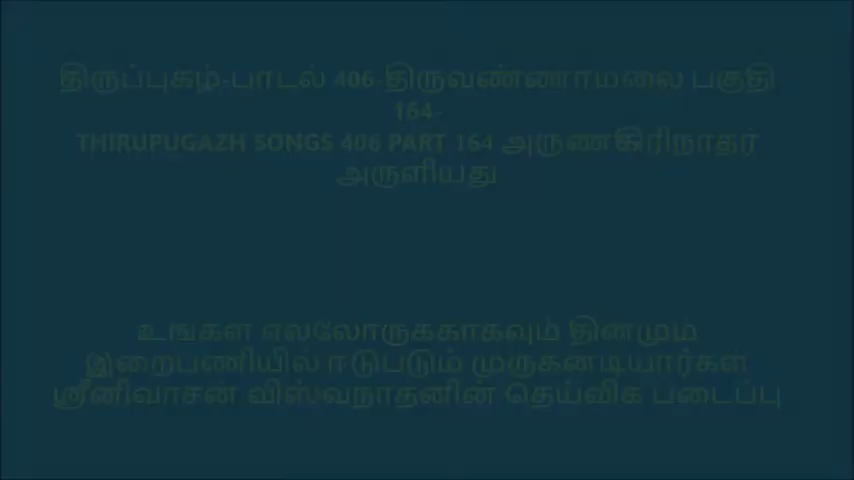 திருப்புகழ்-பாடல் 406-திருவண்ணாமலை பகுதி
164-
THIRUPUGAZH SONGS 406 PART 164 அருணகிரிநாதர்
அருளியது
உங்கள் எல்லோருக்காகவும் தினமும்
இறைபணியில் ஈடுபடும் முருகனடியார்கள்
ஸ்ரீனிவாசன் விஸ்வநாதனின் தெய்விக படைப்பு